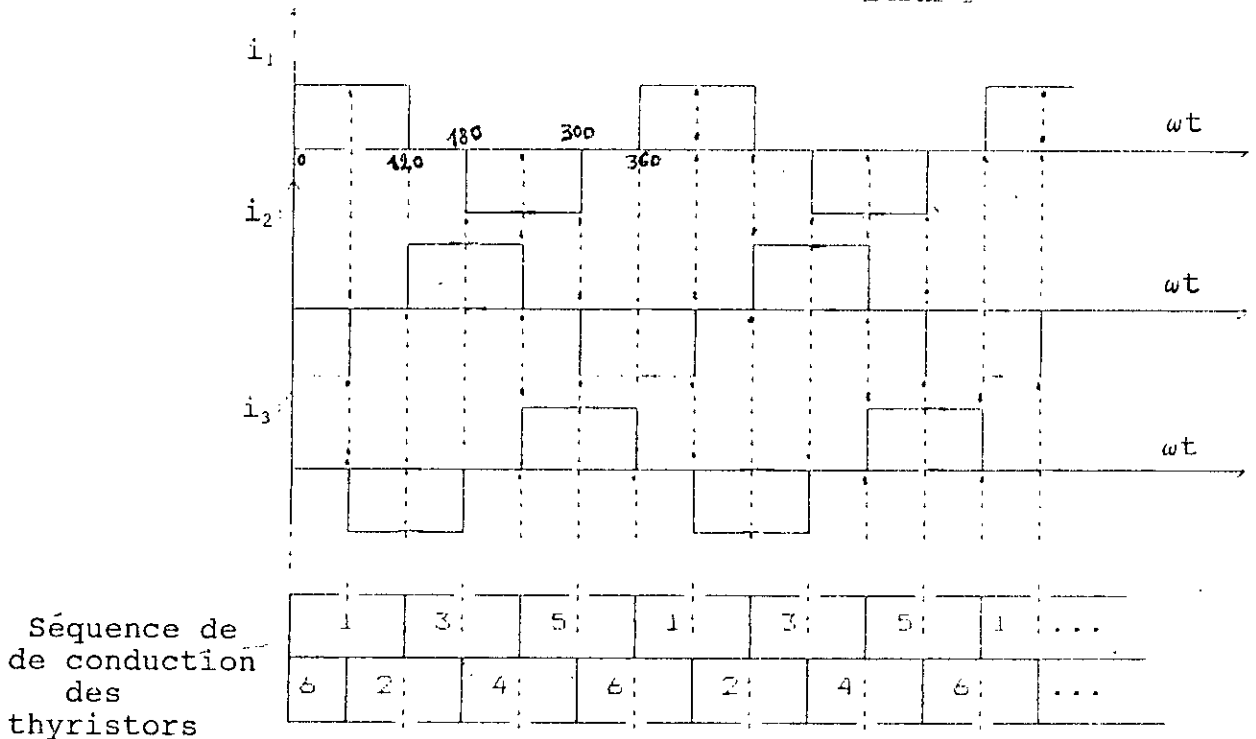 i1
ωt
180
300
0
120
360
i2
ωt
i3
ωt
1 3 5 1 3 5 1 ...
6 2 4 6 2 4 6 ...
Séquence de
de conduction
des
thyristors